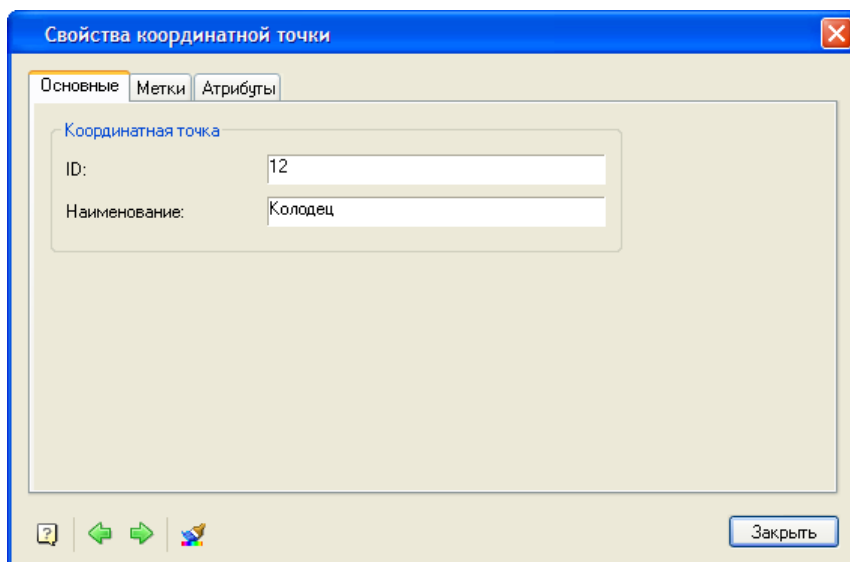 Свойства координатной точки
Основные Метки Атрибуты
Координатная точка
ID: 12
Наименование: Колодец
Закрыть